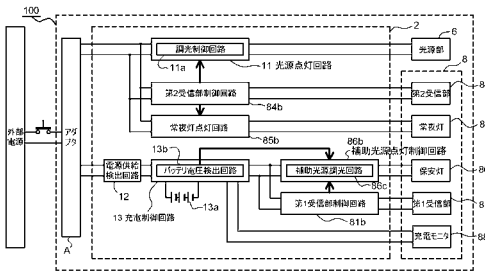 100
2
調光制御回路
11a
11 光源点灯回路
光源部
6
8
第2受信部制御回路
84b
第2受信部
常夜灯点灯回路
85b
常夜灯
外部
電源
アダ
プタ
A
電源供給
検出回路
12
13b
バッテリ電圧検出回路
13a
13 充電制御回路
86b
補助光源点灯制御回路
補助光源調光回路
86c
保安灯
第1受信部制御回路
81b
第1受信部
充電モニタ